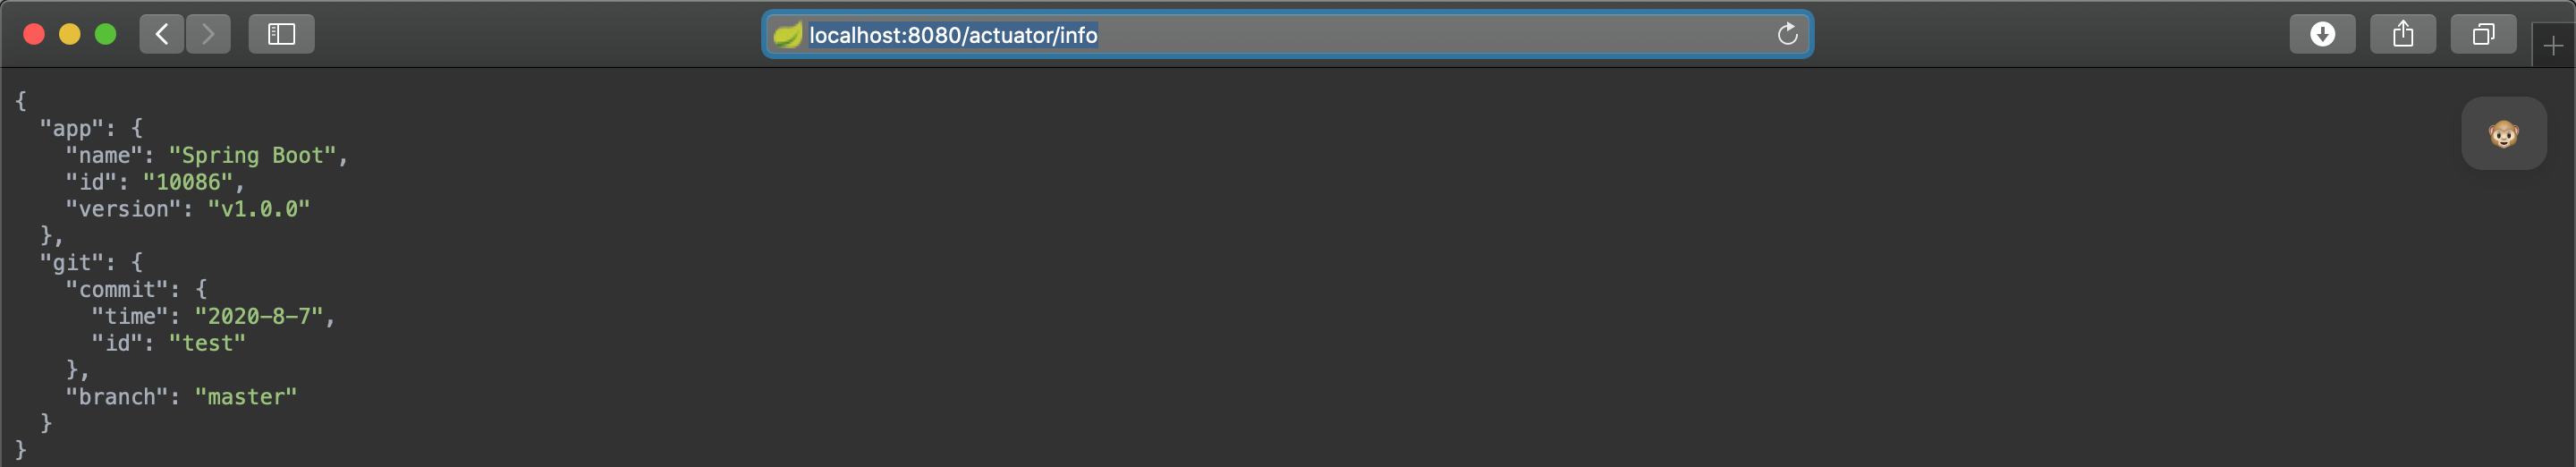 localhost:8080/actuator/info
{
  "app": {
    "name": "Spring Boot",
    "id": "10086",
    "version": "v1.0.0"
  },
  "git": {
    "commit": {
      "time": "2020-8-7",
      "id": "test"
    },
    "branch": "master"
  }
}